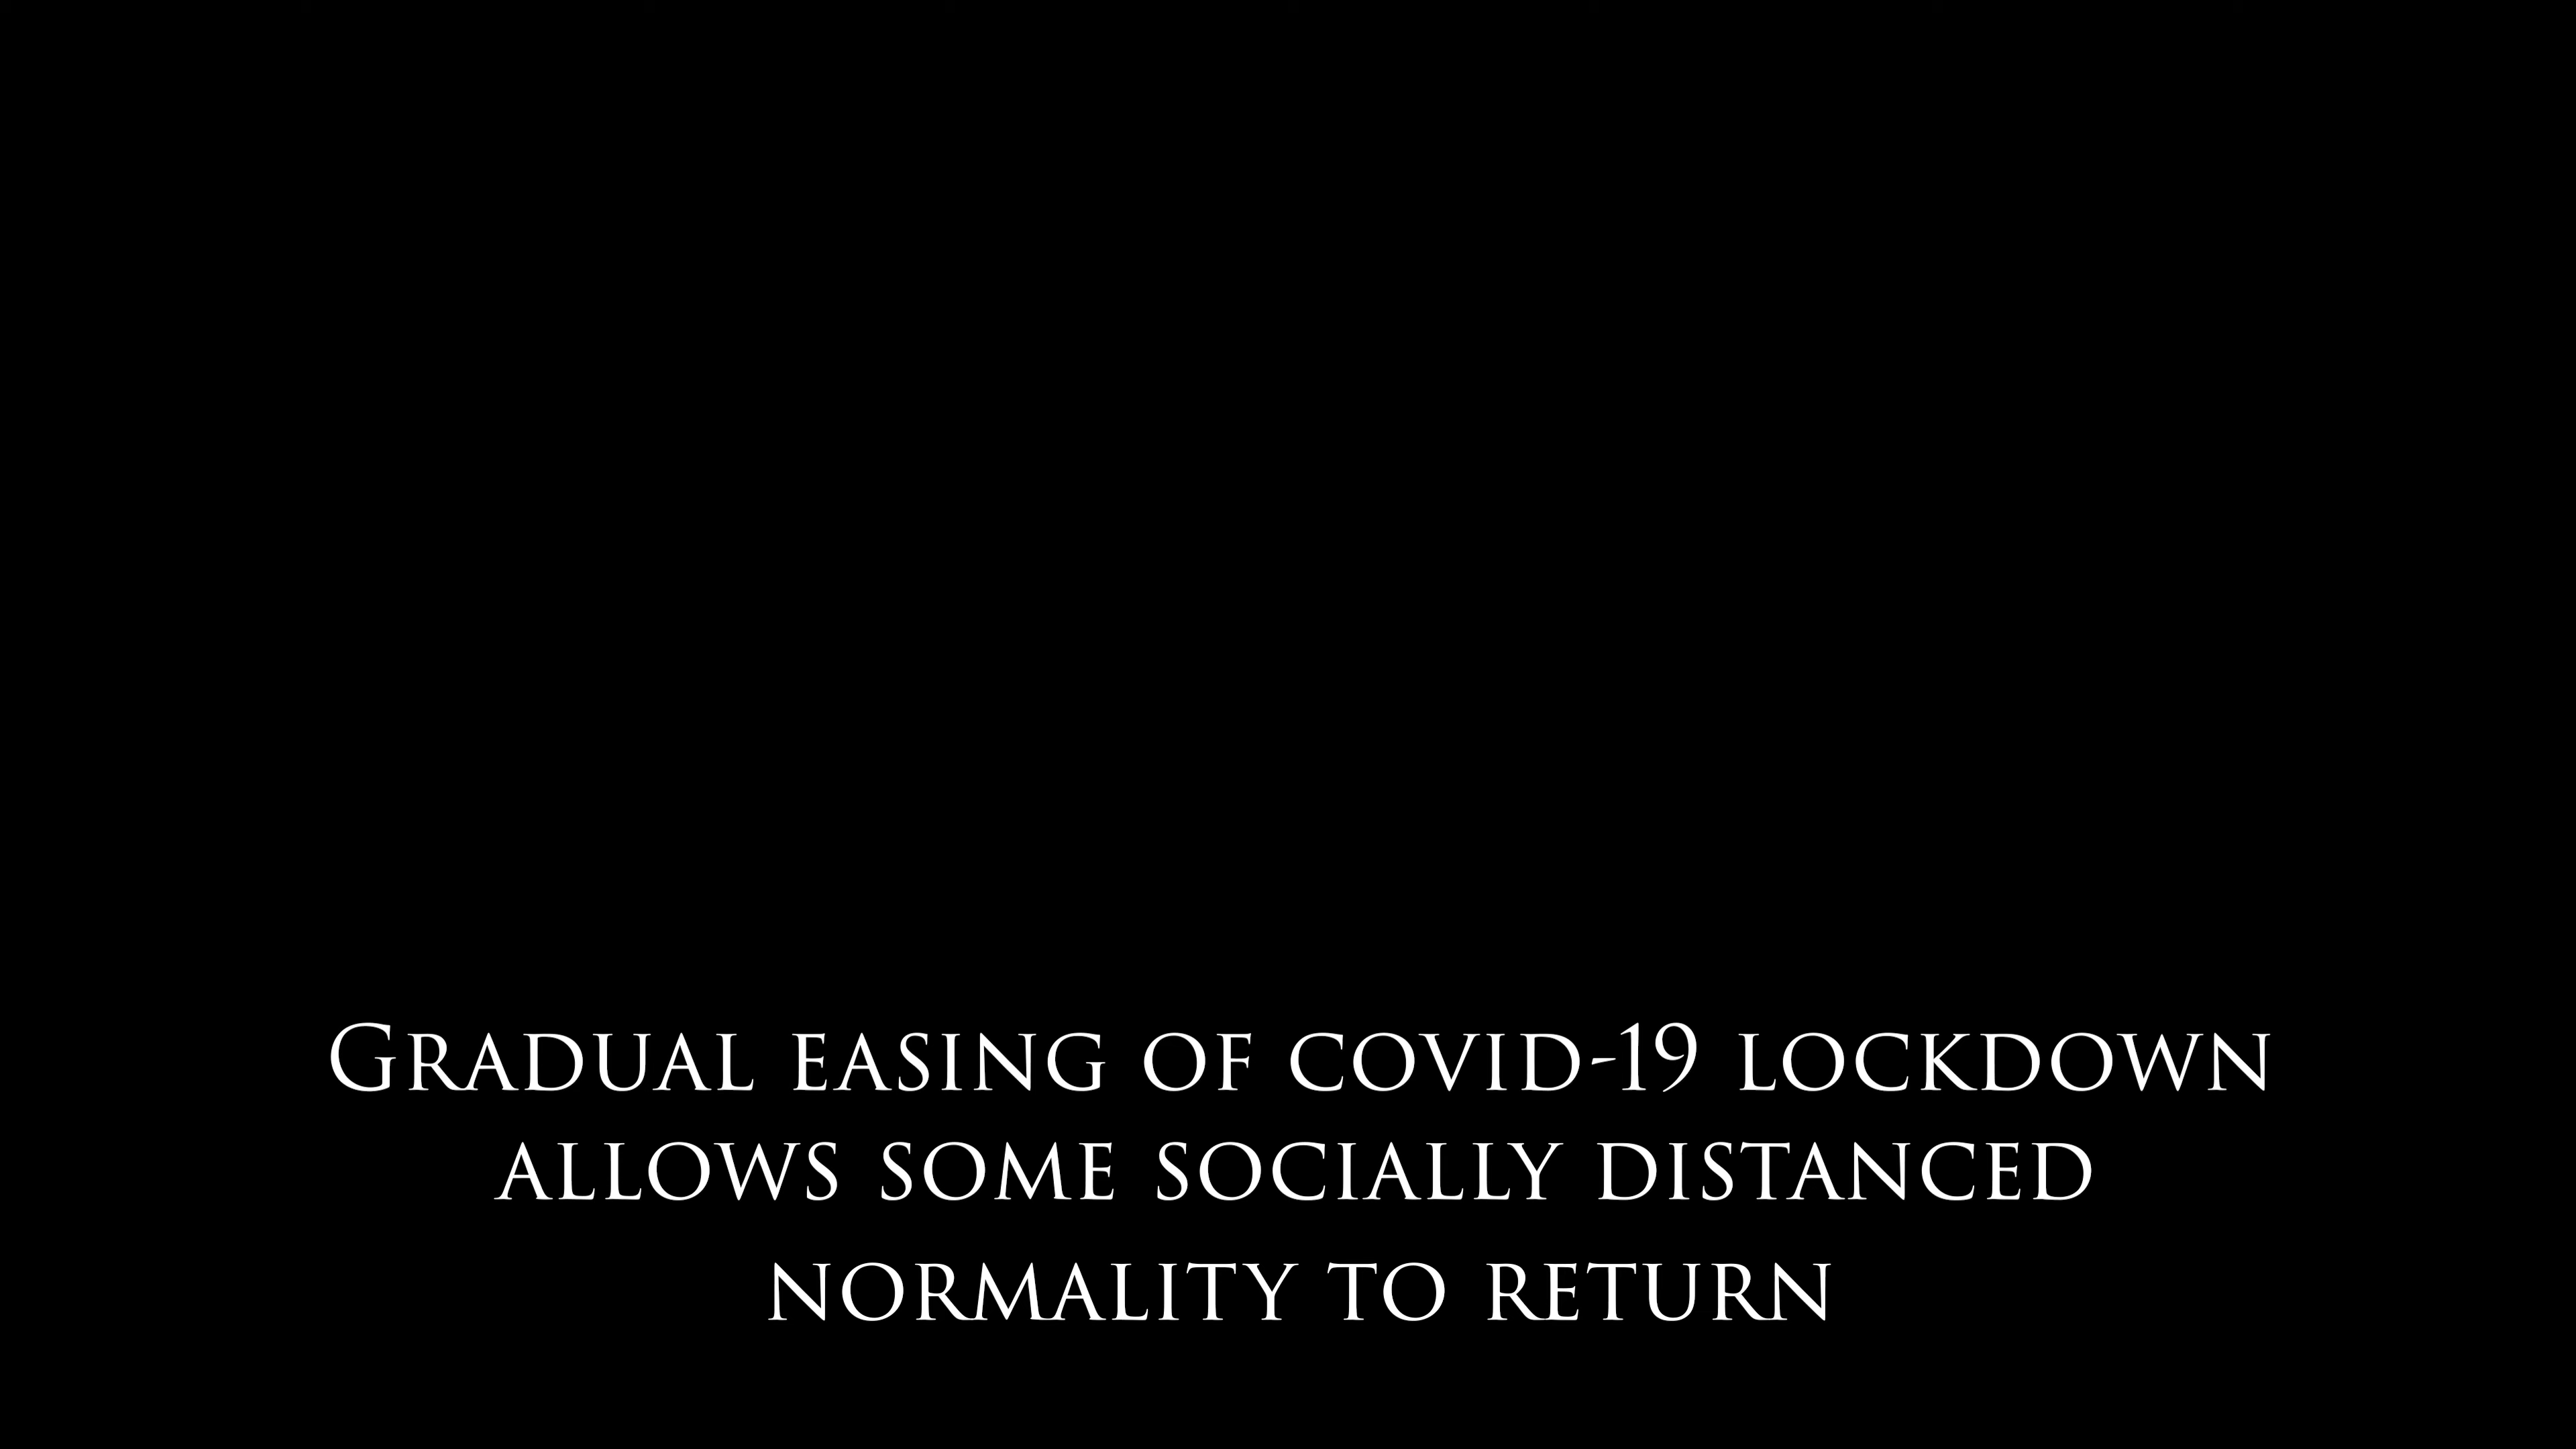 Gradual easing of covid-19 lockdown
allows some socially distanced
normality to return